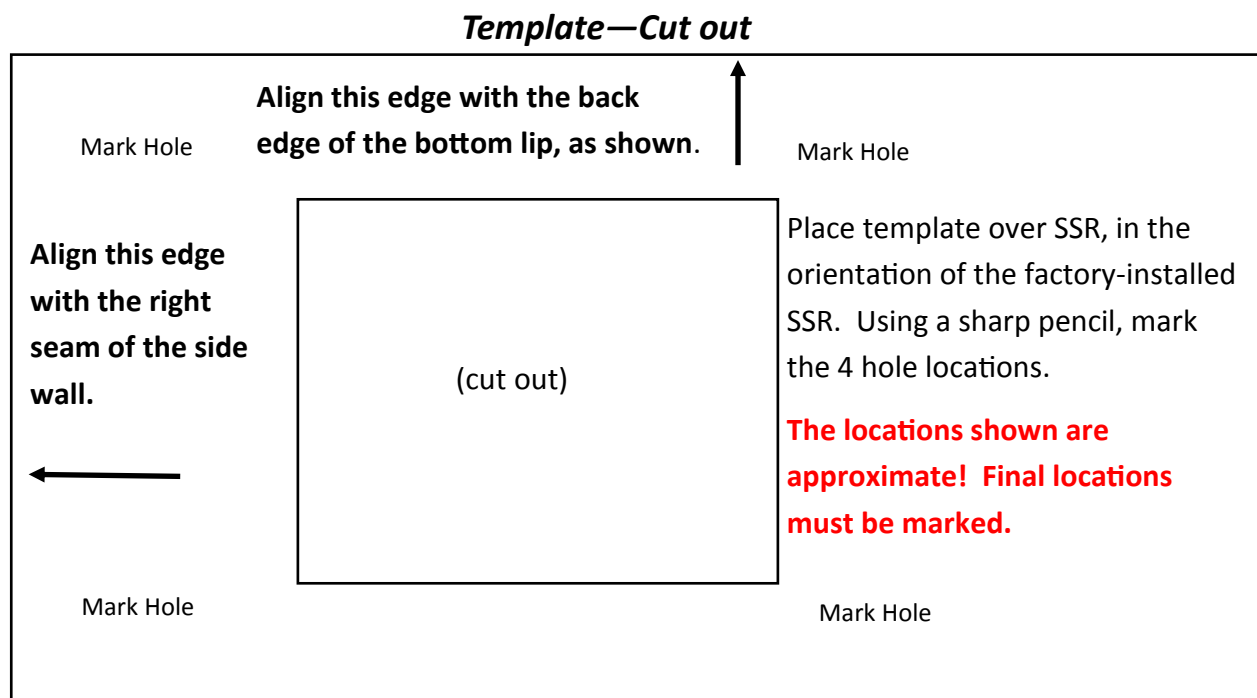 Template—Cut out
Align this edge with the back
edge of the bottom lip, as shown.
Mark Hole
Mark Hole
Align this edge
with the right
seam of the side
wall.
(cut out)
Place template over SSR, in the
orientation of the factory-installed
SSR.  Using a sharp pencil, mark
the 4 hole locations.
The locations shown are
approximate!  Final locations
must be marked.
Mark Hole
Mark Hole